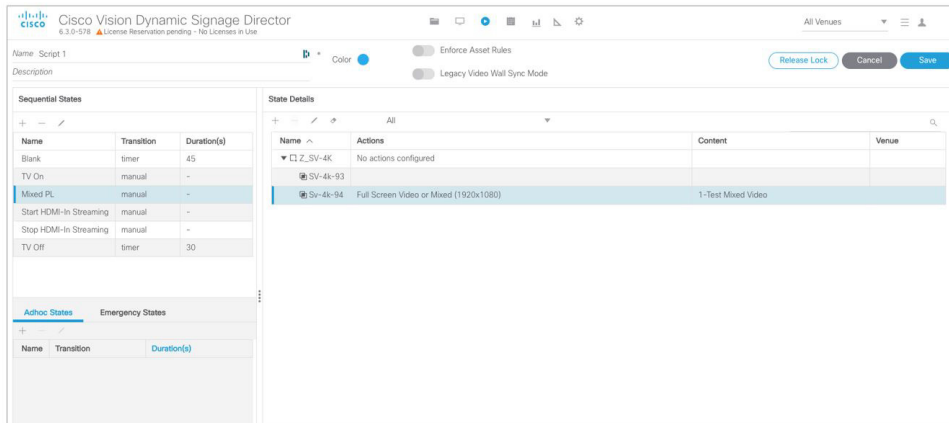 CISCO
Cisco Vision Dynamic Signage Director
6.3.0-578 License Reservation pending - No Licenses in Use
All Venues
Name Script 1
Description
Color
Enforce Asset Rules
Legacy Video Wall Sync Mode
Release Lock
Cancel
Save
Sequential States
Name Transition Duration(s)
Blank timer 45
TV On manual -
Mixed PL manual -
Start HDMI-In Streaming manual -
Stop HDMI-In Streaming manual -
TV Off timer 30
Adhoc States
Emergency States
Name Transition Duration(s)
State Details
All
Name Actions Content Venue
Z_SV-4K No actions configured
SV-4k-93
Sv-4k-94 Full Screen Video or Mixed (1920x1080) 1-Test Mixed Video